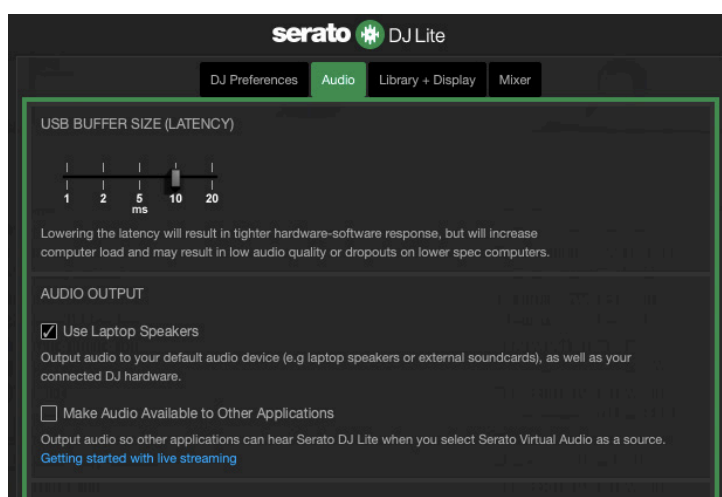 serato DJ Lite
DJ Preferences Audio Library + Display Mixer
USB BUFFER SIZE (LATENCY)
1 2 5 10 20
ms
Lowering the latency will result in tighter hardware-software response, but will increase
computer load and may result in low audio quality or dropouts on lower spec computers.
AUDIO OUTPUT
Use Laptop Speakers
Output audio to your default audio device (e.g laptop speakers or external soundcards), as well as your
connected DJ hardware.
Make Audio Available to Other Applications
Output audio so other applications can hear Serato DJ Lite when you select Serato Virtual Audio as a source.
Getting started with live streaming